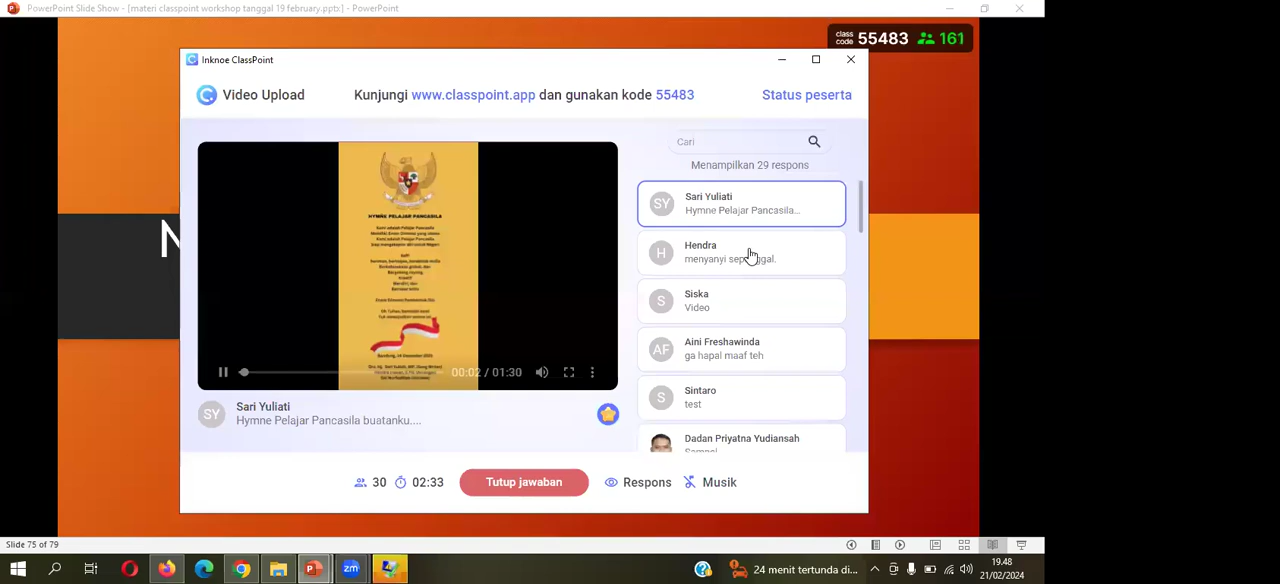 PowerPoint Slide Show - [materi classpoint workshop tanggal 19 february.pptx] - PowerPoint
class code 55483 161
Inknoe ClassPoint
Video Upload
Kunjungi www.classpoint.app dan gunakan kode 55483
Status peserta
N
HYMNE PELAJAR PANCASILA
00:02 / 01:30
SY
Sari Yuliati
Hymne Pelajar Pancasila buatanku....
Cari
Menampilkan 29 respons
SY
Sari Yuliati
Hymne Pelajar Pancasila...
H
Hendra
menyanyi
S
Siska
Video
AF
Aini Freshawinda
ga hapal maaf teh
S
Sintaro
test
Dadan Priyatna Yudiansah
30
02:33
Tutup jawaban
Respons
Musik
Slide 75 of 79
24 menit tertunda di...
19.48
21/02/2024